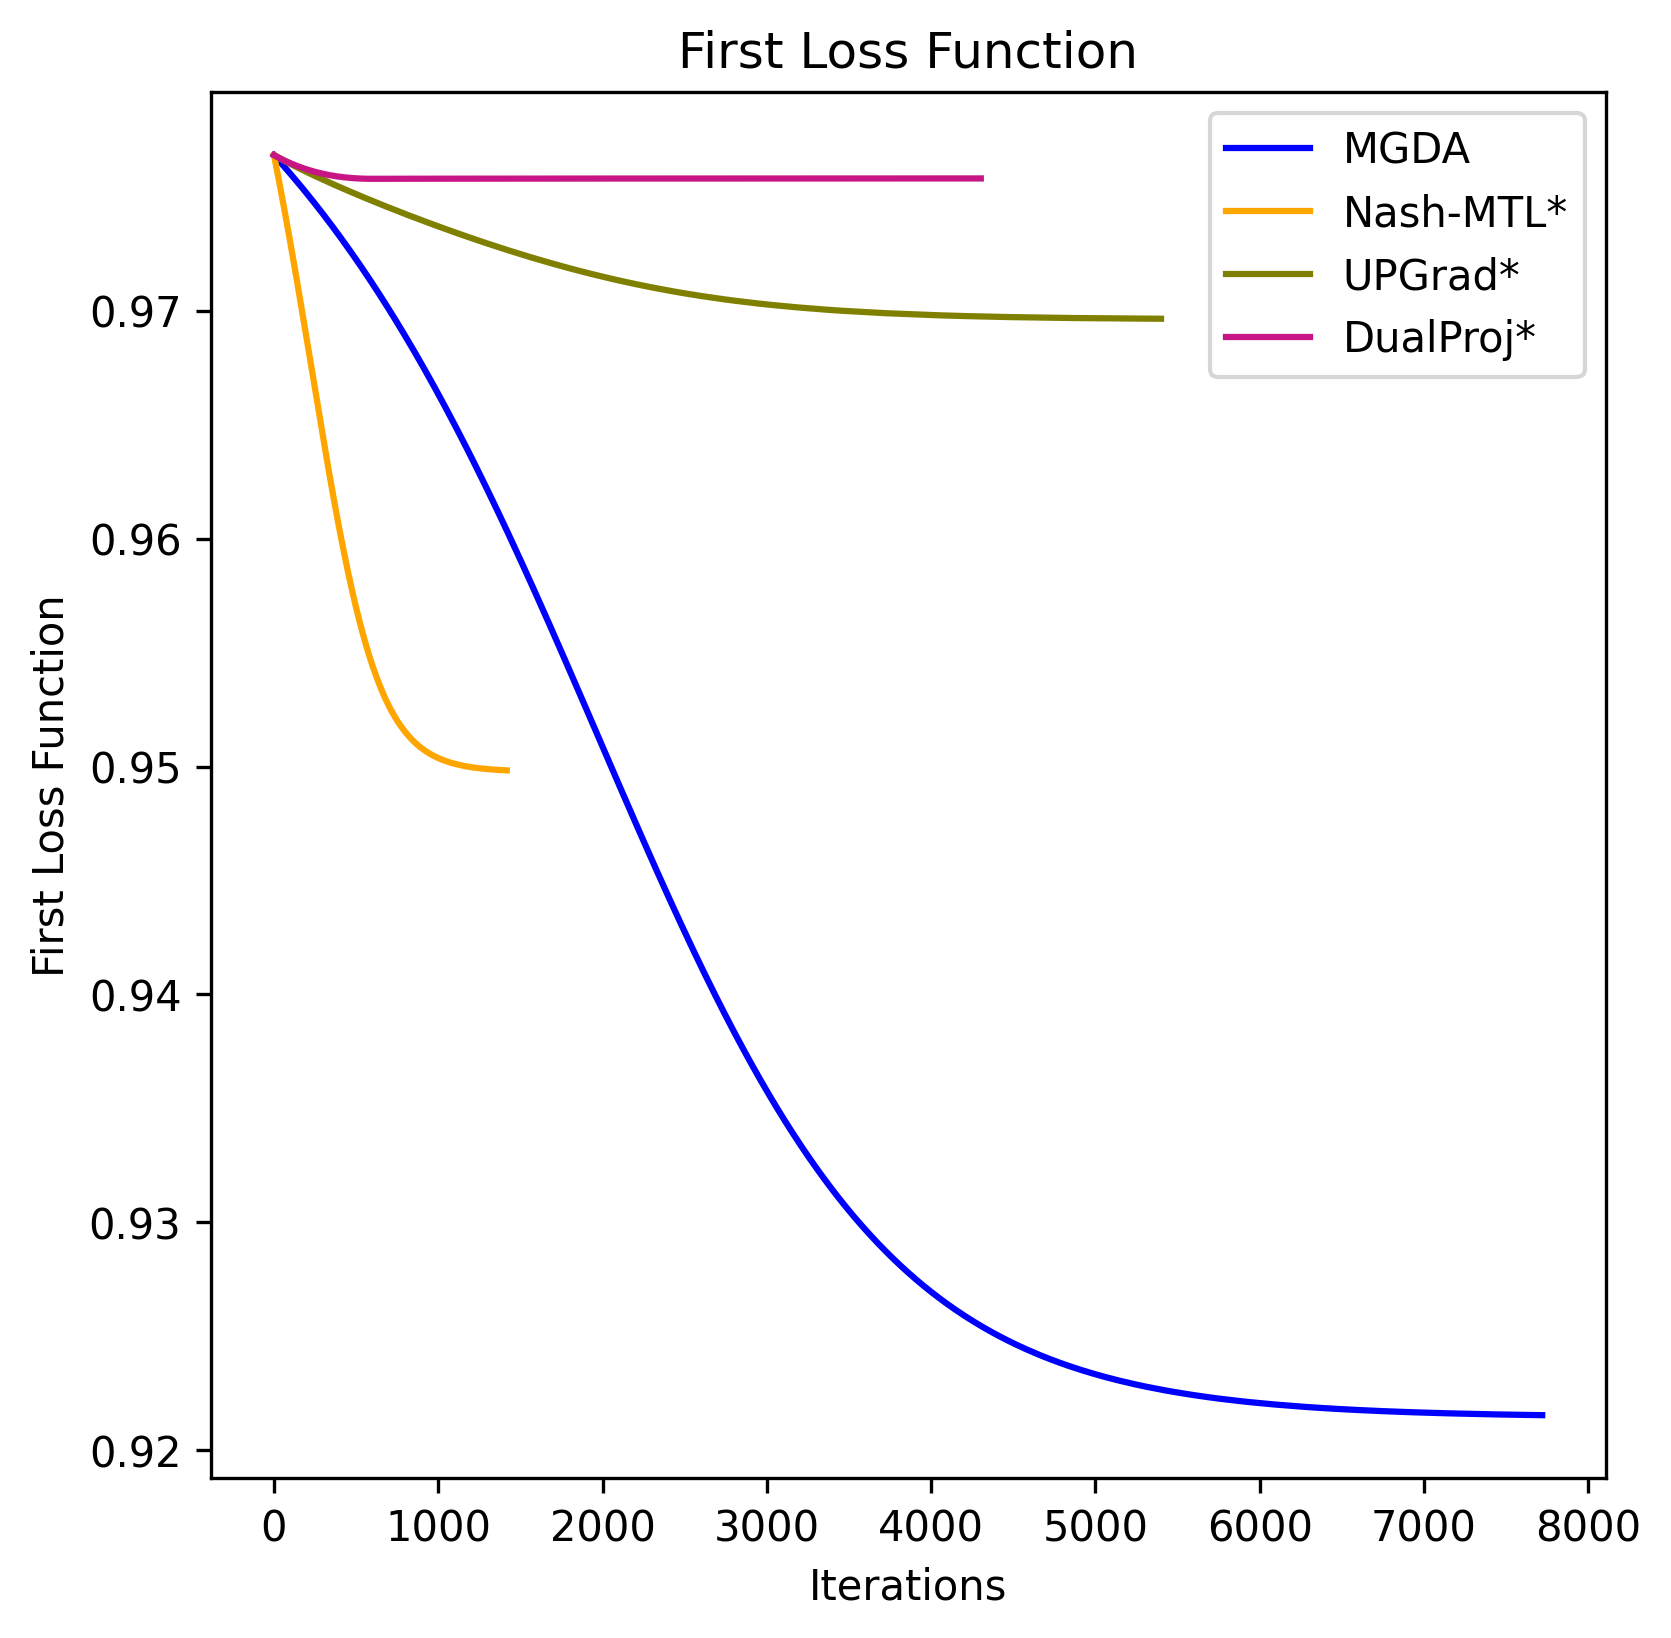 First Loss Function
MGDA
Nash-MTL*
UPGrad*
DualProj*
First Loss Function
0.97
0.96
0.95
0.94
0.93
0.92
0 1000 2000 3000 4000 5000 6000 7000 8000
Iterations